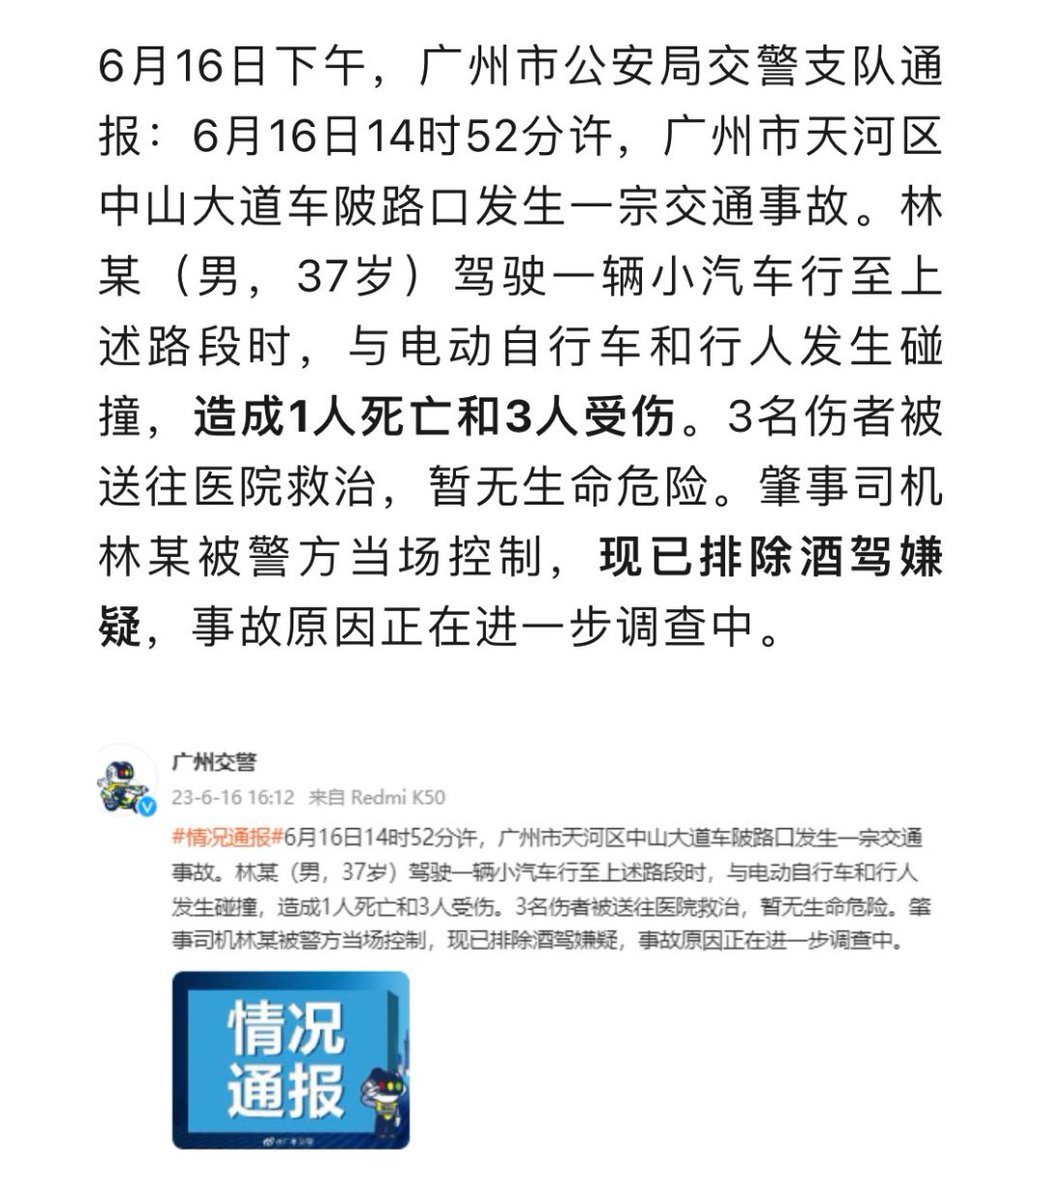 6月16日下午，广州市公安局交警支队通
报：6月16日14时52分许，广州市天河区
中山大道车陂路口发生一宗交通事故。林
某（男，37岁）驾驶一辆小汽车行至上
述路段时，与电动自行车和行人发生碰
撞，造成1人死亡和3人受伤。3名伤者被
送往医院救治，暂无生命危险。肇事司机
林某被警方当场控制，现已排除酒驾嫌
疑，事故原因正在进一步调查中。
广州交警
23-6-16 16:12 来自 Redmi K50
#情况通报#6月16日14时52分许，广州市天河区中山大道车陂路口发生一宗交通
事故。林某（男，37岁）驾驶一辆小汽车行至上述路段时，与电动自行车和行人
发生碰撞，造成1人死亡和3人受伤。3名伤者被送往医院救治，暂无生命危险。肇
事司机林某被警方当场控制，现已排除酒驾嫌疑，事故原因正在进一步调查中。
情况
通报